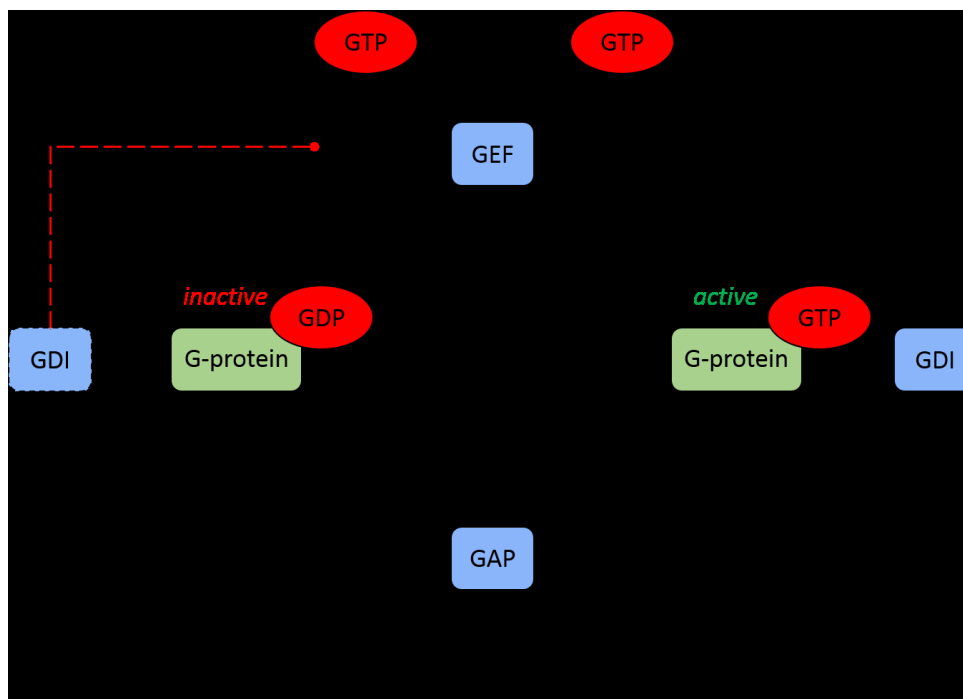 GTP
GTP
GEF
inactive
GDP
active
GTP
GDI
G-protein
G-protein
GDI
GAP